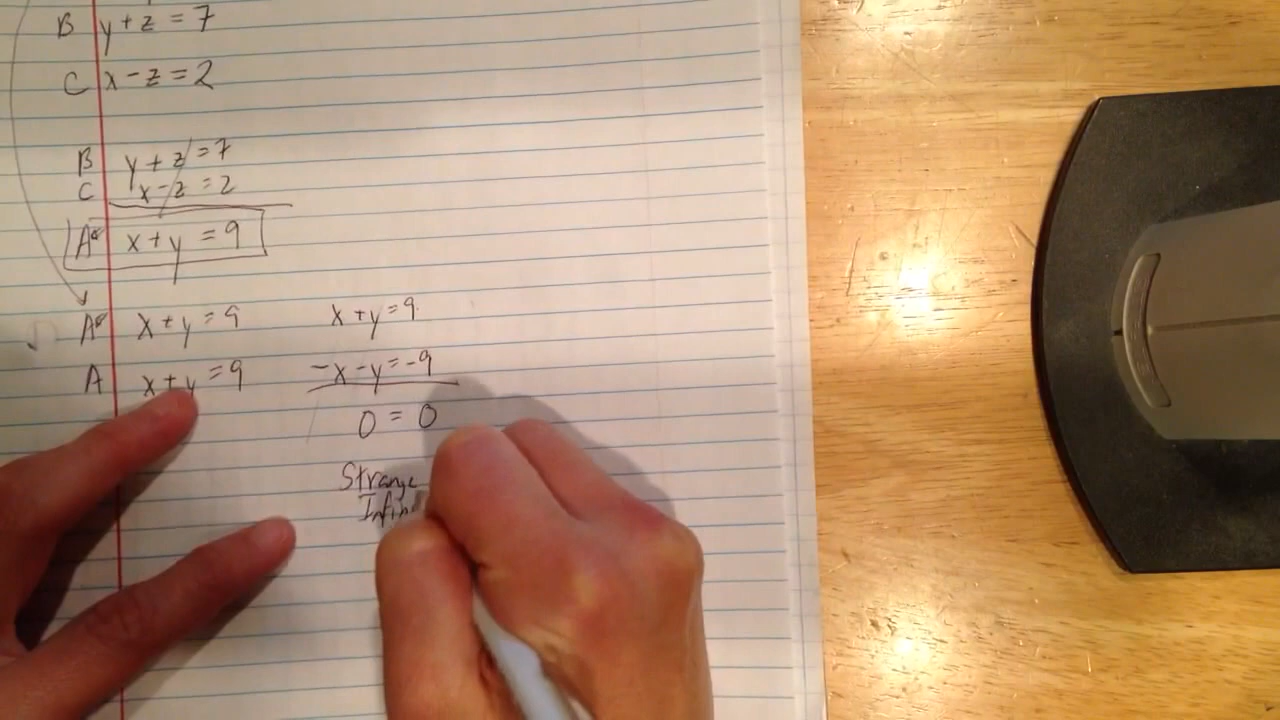 B y + z = 7
C x - z = 2
B y + z = 7
C x - z = 2
A* x + y = 9
A* x + y = 9 x + y = 9
A x + y = 9 -x - y = -9
0 = 0
Strange